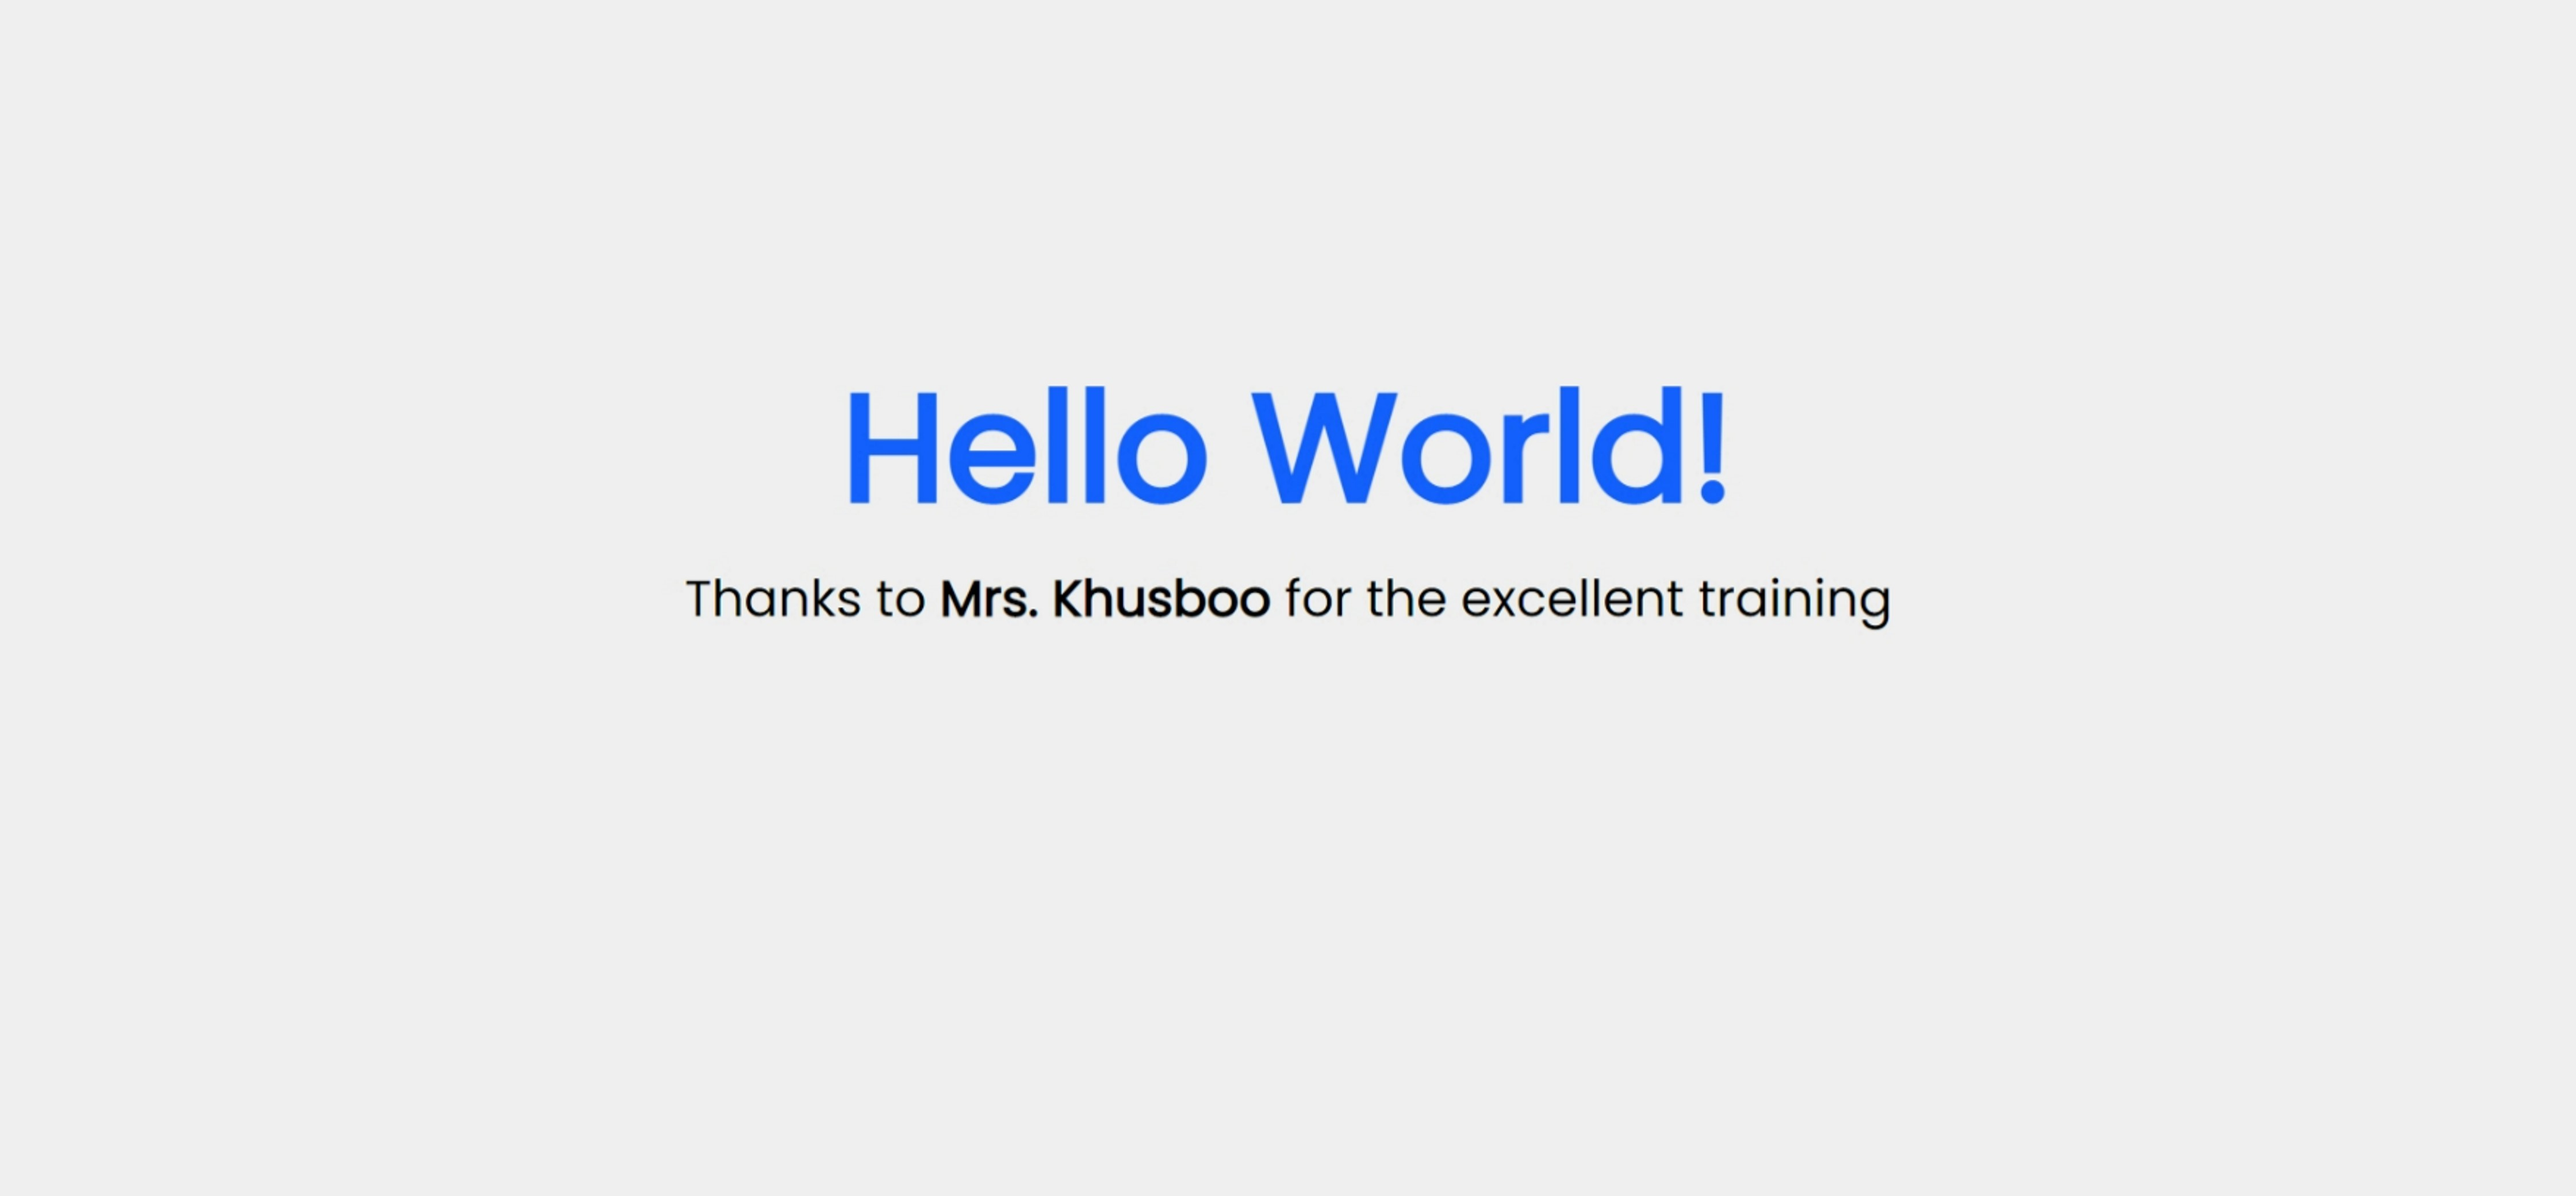 Hello World!
Thanks to Mrs. Khusboo for the excellent training